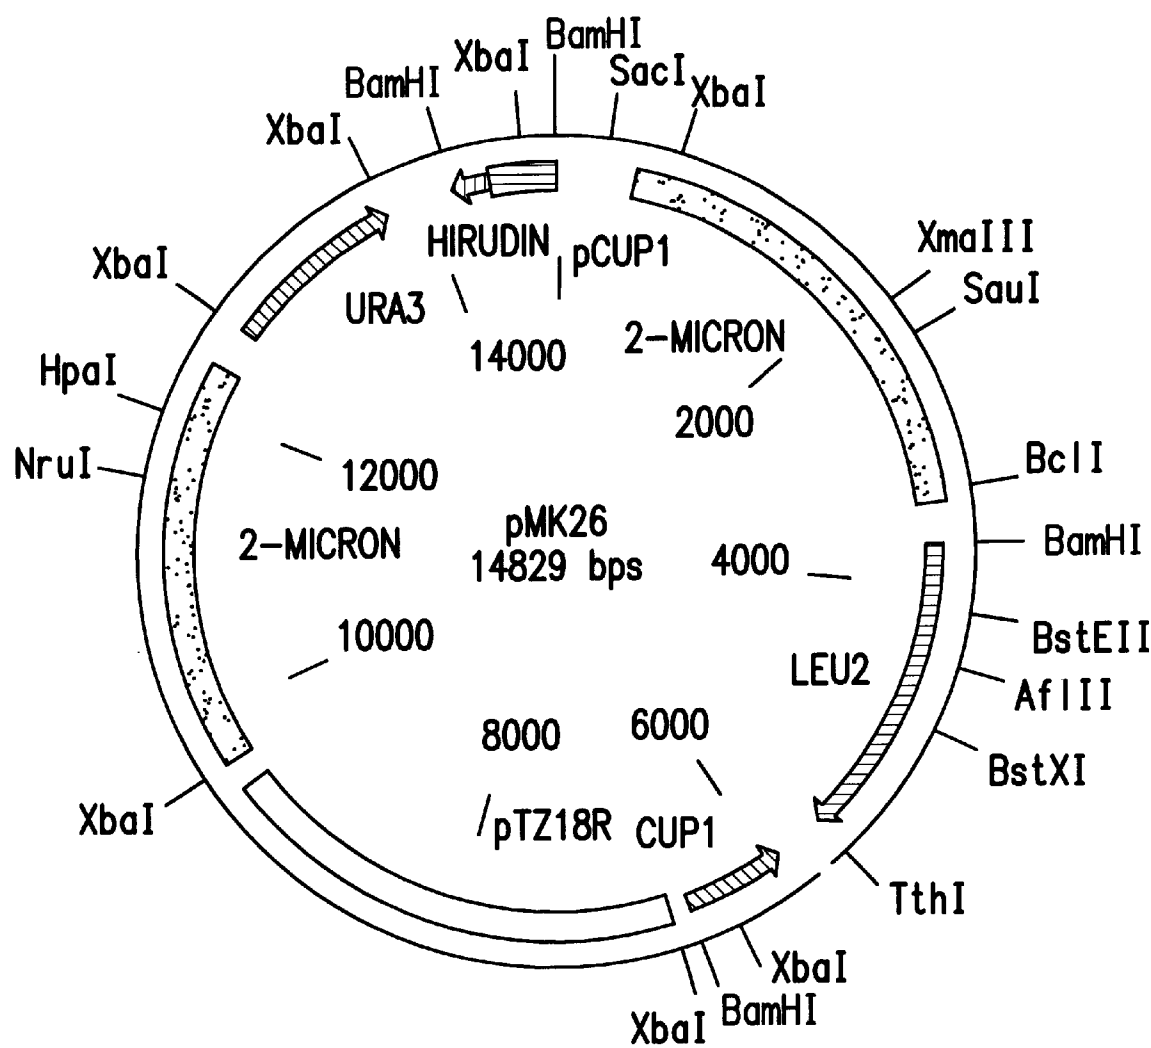 BamHI
XbaI
SacI
BamHI
XbaI
XbaI
XmaIII
HIRUDIN
pCUP1
XbaI
SauI
URA3
2-MICRON
14000
HpaI
2000
BclI
NruI
12000
pMK26
2-MICRON
BamHI
14829 bps
4000
10000
BstEII
LEU2
AflII
6000
8000
BstXI
XbaI
pTZ18R
CUP1
TthI
XbaI
BamHI
XbaI